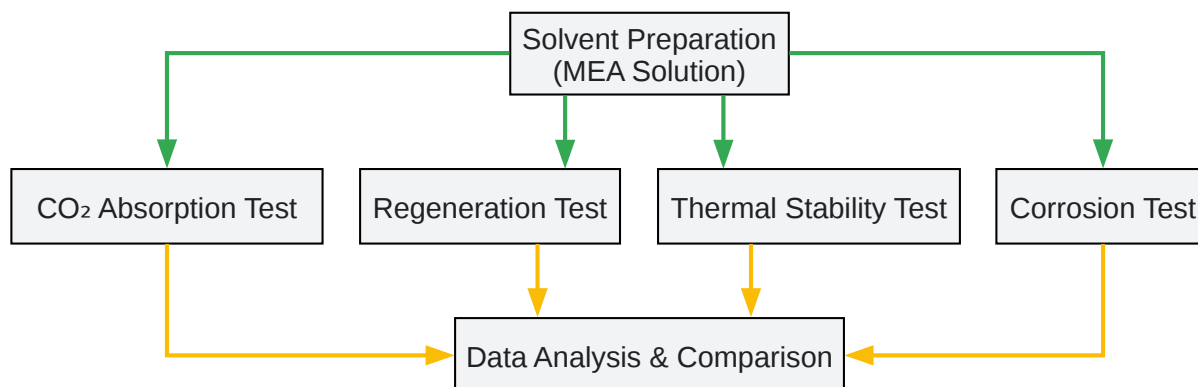 Solvent Preparation
(MEA Solution)
CO₂ Absorption Test
Regeneration Test
Thermal Stability Test
Corrosion Test
Data Analysis & Comparison